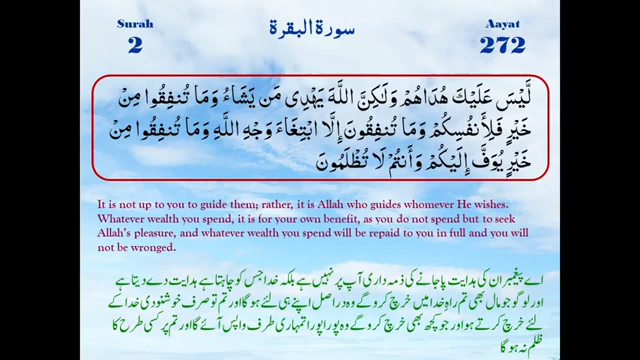 Surah
2
سورة البقرة
Aayat
272
لَّيْسَ عَلَيْكَ هُدَاهُمْ وَلَٰكِنَّ اللَّهَ يَهْدِي مَن يَشَاءُ وَمَا تُنفِقُوا مِنْ
خَيْرٍ فَلِأَنفُسِكُمْ وَمَا تُنفِقُونَ إِلَّا ابْتِغَاءَ وَجْهِ اللَّهِ وَمَا تُنفِقُوا مِنْ
خَيْرٍ يُوَفَّ إِلَيْكُمْ وَأَنتُمْ لَا تُظْلَمُونَ
It is not up to you to guide them; rather, it is Allah who guides whomever He wishes.
Whatever wealth you spend, it is for your own benefit, as you do not spend but to seek
Allah's pleasure, and whatever wealth you spend will be repaid to you in full and you will
not be wronged.
اے پیغمبر ان کی ہدایت پا جانے کی ذمہ داری آپ پر نہیں ہے بلکہ خدا جس کو چاہتا ہے ہدایت دے دیتا ہے
اور لوگو جو مال بھی تم راہ خدا میں خرچ کرو گے وہ دراصل اپنے ہی لئے ہوگا اور تم تو صرف خوشنودی خدا کے
لئے خرچ کرتے ہو اور جو کچھ بھی خرچ کرو گے وہ پورا پورا تمہاری طرف واپس آئے گا اور تم پر کسی طرح کا
ظلم نہ ہوگا